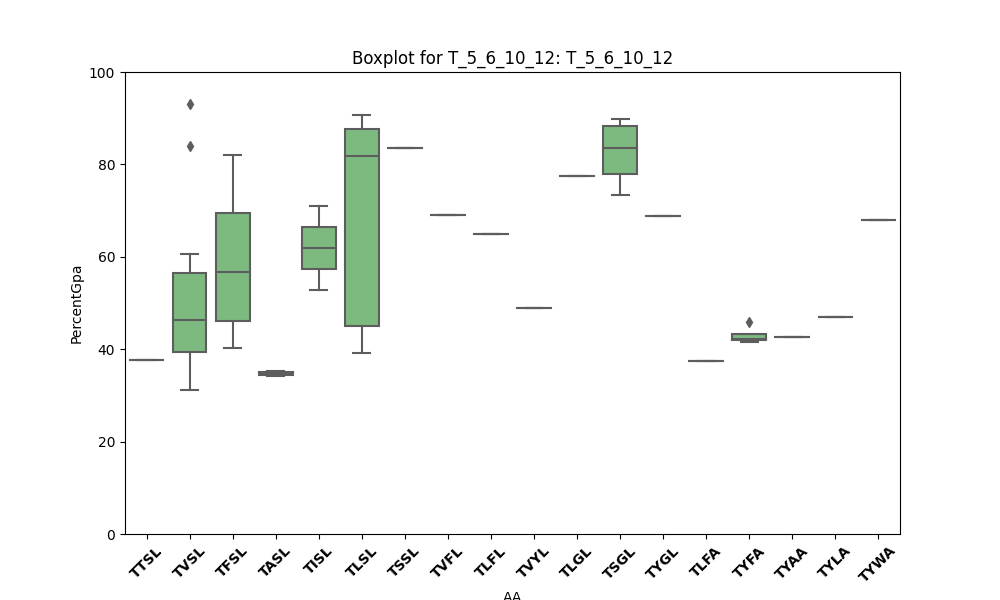 Boxplot for T_5_6_10_12: T_5_6_10_12
100
80
60
40
20
0
PercentGpa
TTSL TVSL TFSL TASL TISL TLSL TSSL TVFL TLFL TVYL TLGL TSGL TYGL TLFA TYFA TYAA TYLA TYWA
AA